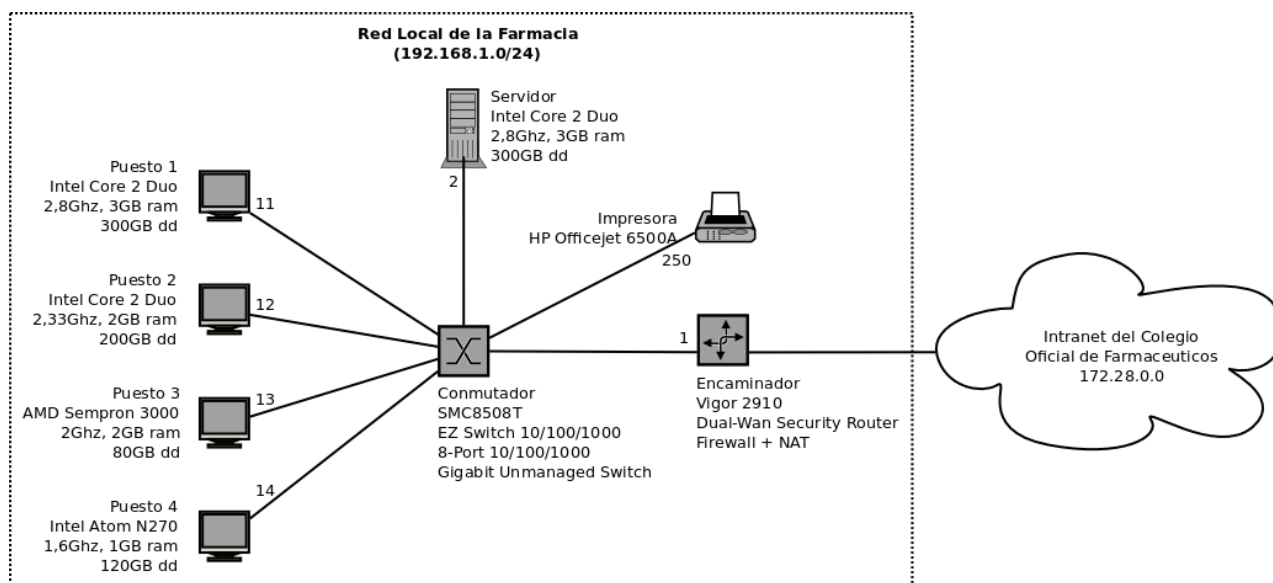 Red Local de la Farmacia
(192.168.1.0/24)
Servidor
Intel Core 2 Duo
2,8Ghz, 3GB ram
300GB dd
2
Puesto 1
Intel Core 2 Duo
2,8Ghz, 3GB ram
300GB dd
11
Impresora
HP Officejet 6500A
250
Puesto 2
Intel Core 2 Duo
2,33Ghz, 2GB ram
200GB dd
12
Puesto 3
AMD Sempron 3000
2Ghz, 2GB ram
80GB dd
13
Puesto 4
Intel Atom N270
1,6Ghz, 1GB ram
120GB dd
14
Conmutador
SMC8508T
EZ Switch 10/100/1000
8-Port 10/100/1000
Gigabit Unmanaged Switch
1
Encaminador
Vigor 2910
Dual-Wan Security Router
Firewall + NAT
Intranet del Colegio
Oficial de Farmaceuticos
172.28.0.0